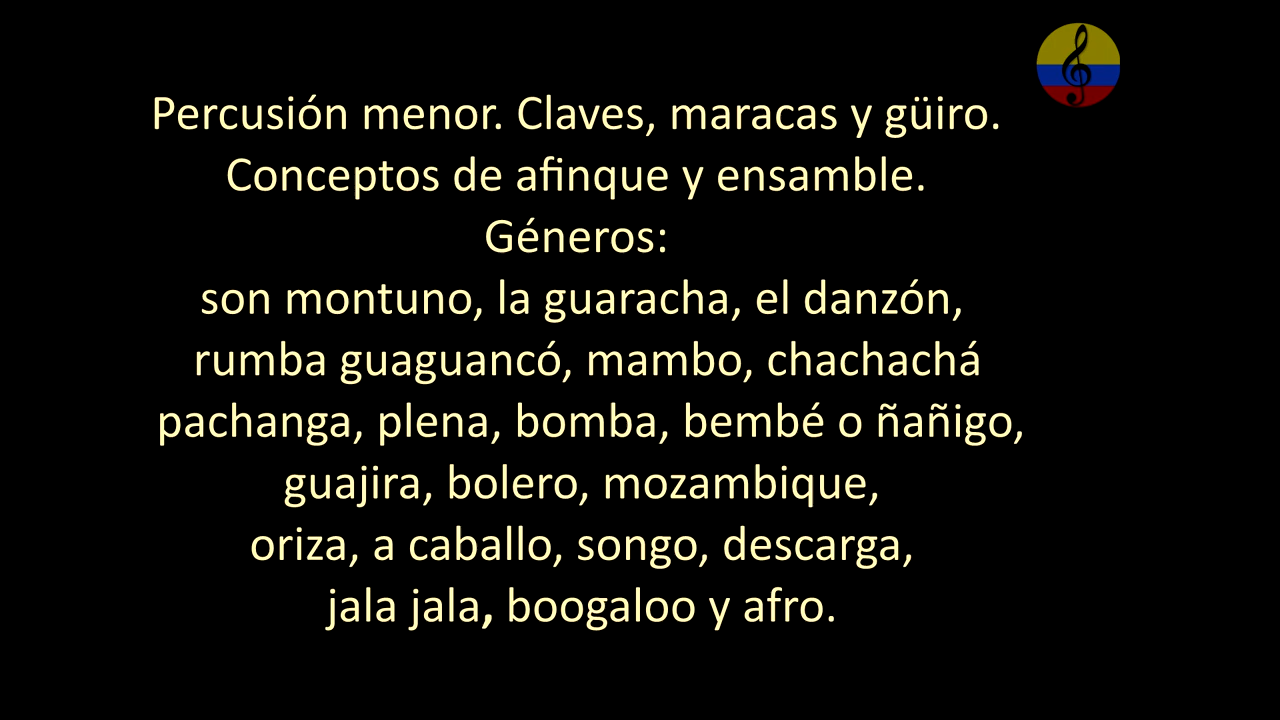 Percusión menor. Claves, maracas y güiro.
Conceptos de afinque y ensamble.
Géneros:
son montuno, la guaracha, el danzón,
rumba guaguancó, mambo, chachachá
pachanga, plena, bomba, bembé o ñañigo,
guajira, bolero, mozambique,
oriza, a caballo, songo, descarga,
jala jala, boogaloo y afro.